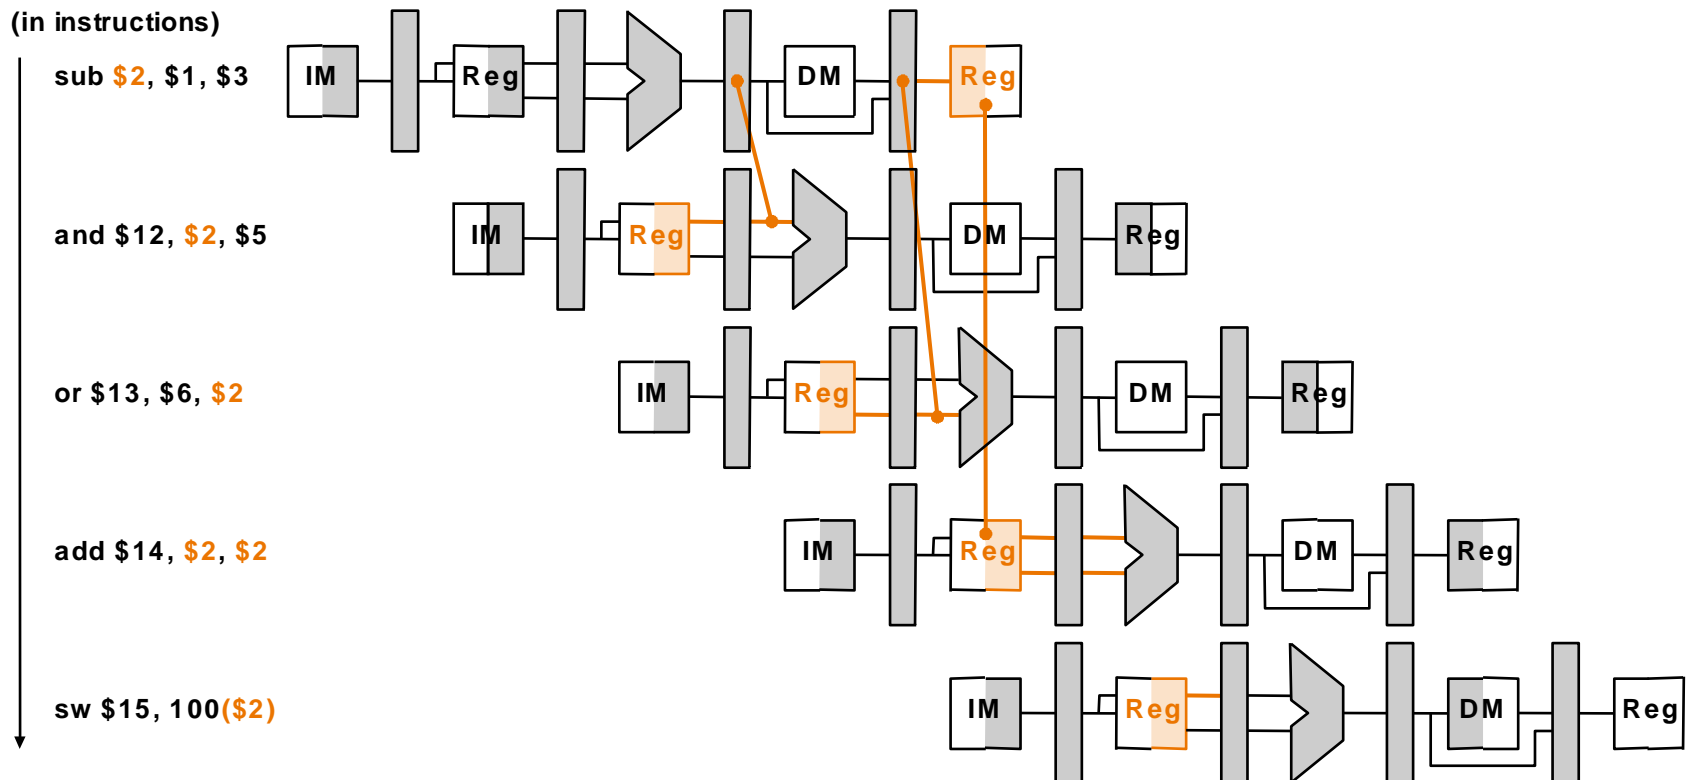 (in instructions)
sub $2, $1, $3 IM Reg DM Reg
and $12, $2, $5 IM Reg DM Reg
or $13, $6, $2 IM Reg DM Reg
add $14, $2, $2 IM Reg DM Reg
sw $15, 100($2) IM Reg DM Reg